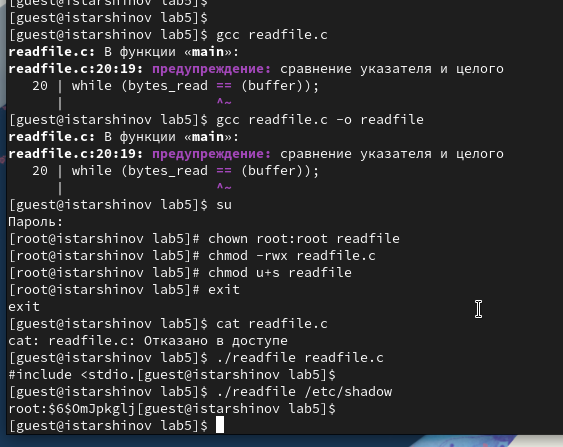 [guest@istarshinov lab5]$
[guest@istarshinov lab5]$
[guest@istarshinov lab5]$ gcc readfile.c
readfile.c: В функции «main»:
readfile.c:20:19: предупреждение: сравнение указателя и целого
20 | while (bytes_read == (buffer));
| ^~
[guest@istarshinov lab5]$ gcc readfile.c -o readfile
readfile.c: В функции «main»:
readfile.c:20:19: предупреждение: сравнение указателя и целого
20 | while (bytes_read == (buffer));
| ^~
[guest@istarshinov lab5]$ su
Пароль:
[root@istarshinov lab5]# chown root:root readfile
[root@istarshinov lab5]# chmod -rwx readfile.c
[root@istarshinov lab5]# chmod u+s readfile
[root@istarshinov lab5]# exit
exit
[guest@istarshinov lab5]$ cat readfile.c
cat: readfile.c: Отказано в доступе
[guest@istarshinov lab5]$ ./readfile readfile.c
#include <stdio.[guest@istarshinov lab5]$
[guest@istarshinov lab5]$ ./readfile /etc/shadow
root:$6$OmJpkglj[guest@istarshinov lab5]$
[guest@istarshinov lab5]$